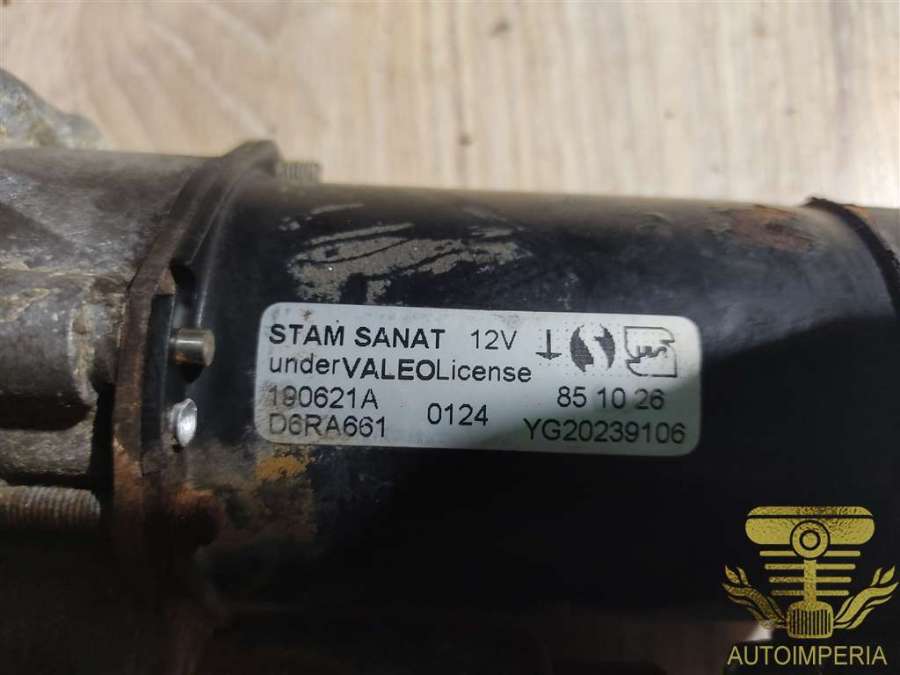 STAM SANAT 12V
underVALEOLicense
190621A 85 10 26
D6RA661 0124 YG20239106
AUTOIMPERIA